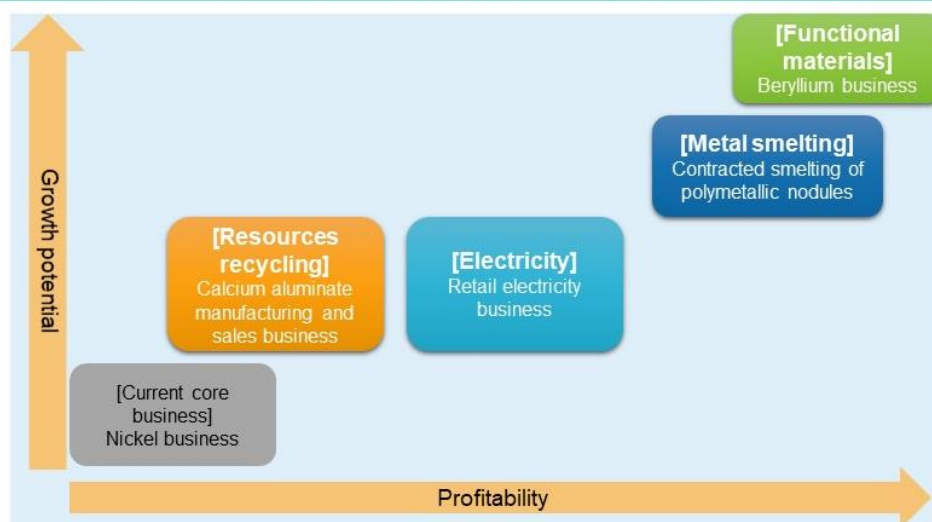 [Functional
materials]
Beryllium business
[Metal smelting]
Contracted smelting of
polymetallic nodules
Growth potential
[Resources
recycling]
Calcium aluminate
manufacturing and
sales business
[Electricity]
Retail electricity
business
[Current core
business]
Nickel business
Profitability